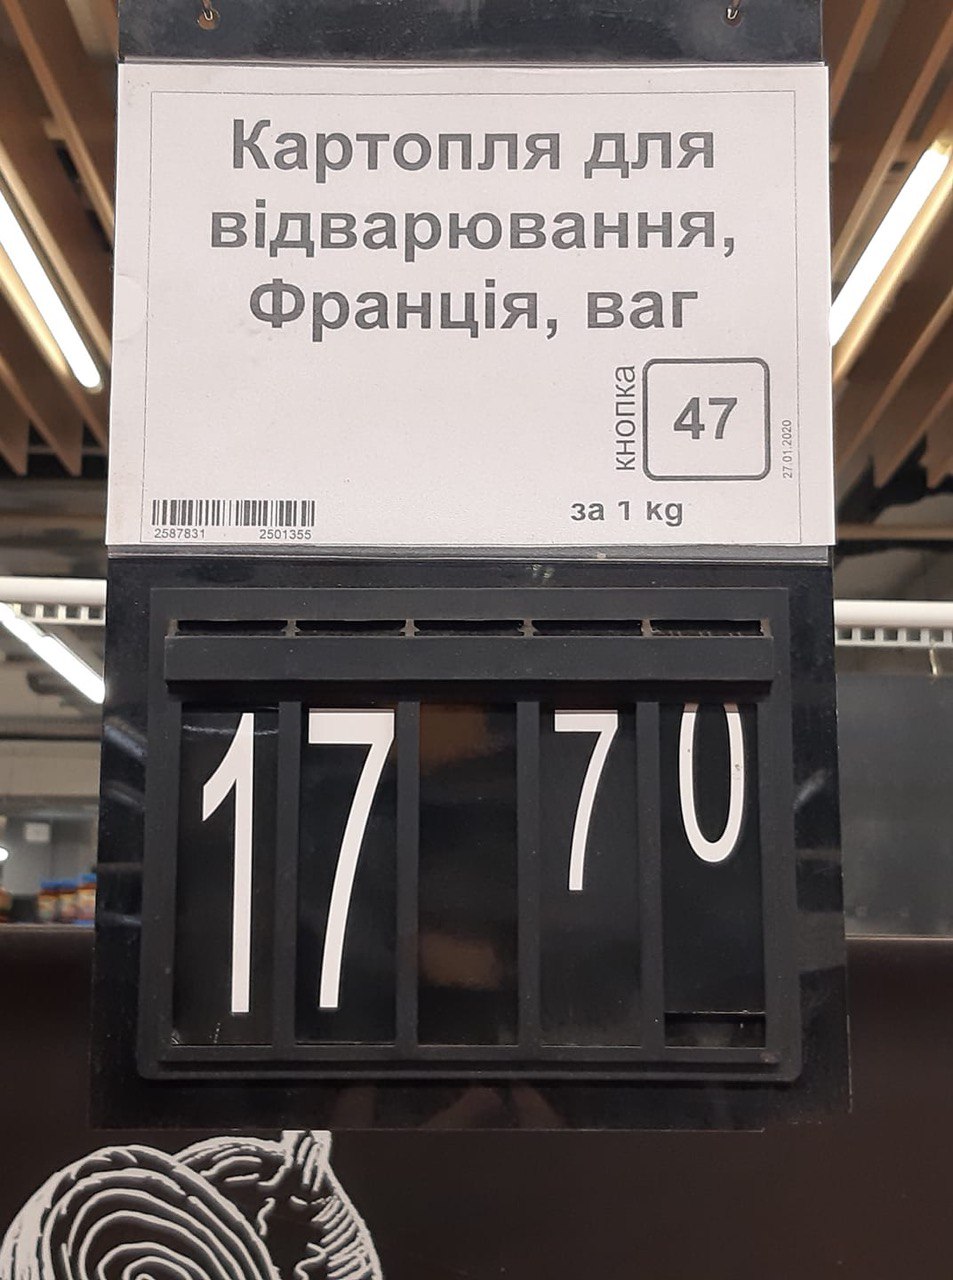 Картопля для
відварювання,
Франція, ваг
кнопка
47
27.01.2020
за 1 kg
2587831 2501355
17 70